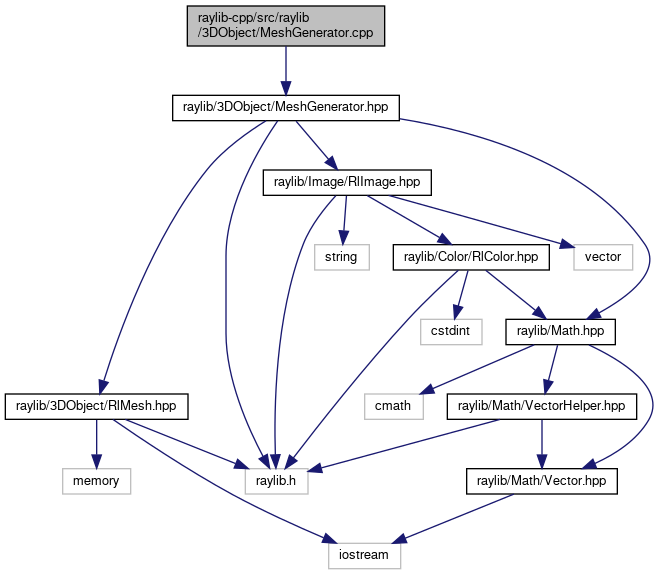 raylib-cpp/src/raylib
/3DObject/MeshGenerator.cpp
raylib/3DObject/MeshGenerator.hpp
raylib/Image/RlImage.hpp
string
raylib/Color/RlColor.hpp
vector
cstdint
raylib/Math.hpp
raylib/3DObject/RlMesh.hpp
cmath
raylib/Math/VectorHelper.hpp
memory
raylib.h
raylib/Math/Vector.hpp
iostream